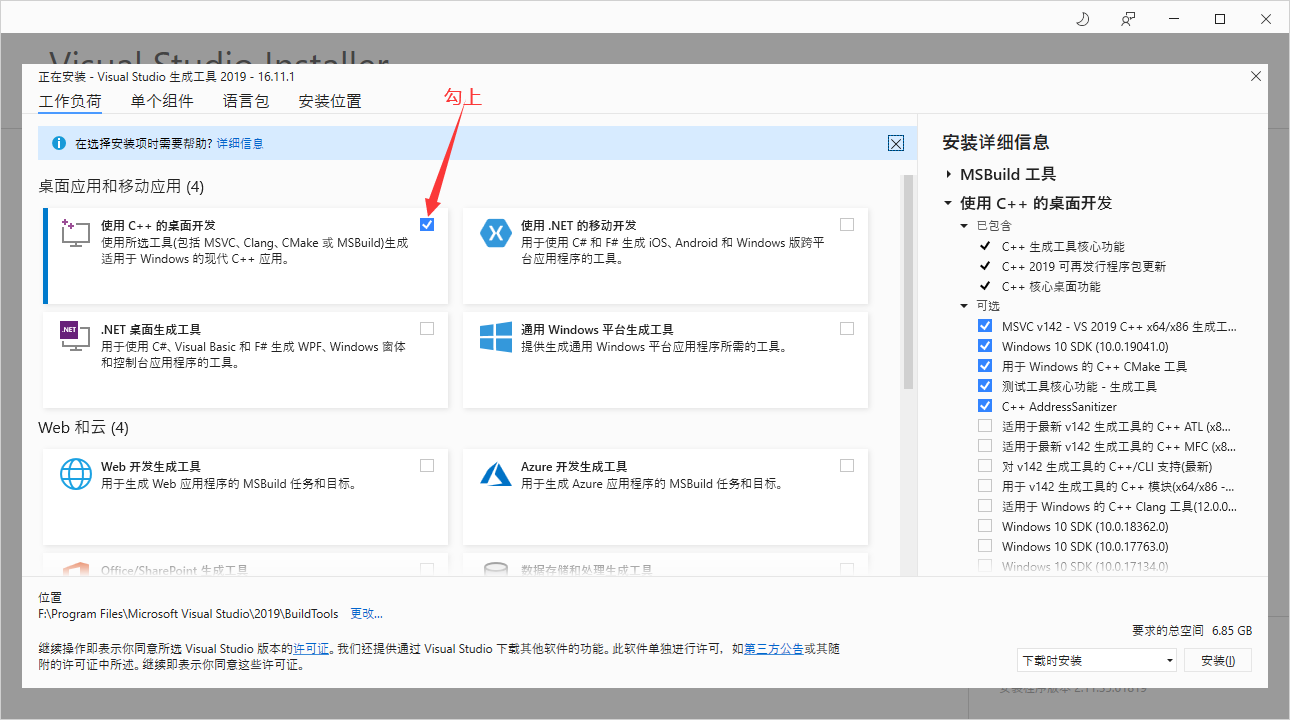 Visual Studio Installer
正在安装 - Visual Studio 生成工具 2019 - 16.11.1
工作负荷 单个组件 语言包 安装位置
勾上
在选择安装项时需要帮助? 详细信息
桌面应用和移动应用 (4)
使用 C++ 的桌面开发
使用所选工具(包括 MSVC、Clang、CMake 或 MSBuild)生成
适用于 Windows 的现代 C++ 应用。
使用 .NET 的移动开发
用于使用 C# 和 F# 生成 iOS、Android 和 Windows 版跨平
台应用程序的工具。
.NET
.NET 桌面生成工具
用于使用 C#、Visual Basic 和 F# 生成 WPF、Windows 窗体
和控制台应用程序的工具。
通用 Windows 平台生成工具
提供生成通用 Windows 平台应用程序所需的工具。
Web 和云 (4)
Web 开发生成工具
用于生成 Web 应用程序的 MSBuild 任务和目标。
Azure 开发生成工具
用于生成 Azure 应用程序的 MSBuild 任务和目标。
Office/SharePoint 生成工具
数据存储和处理生成工具
安装详细信息
MSBuild 工具
使用 C++ 的桌面开发
已包含
C++ 生成工具核心功能
C++ 2019 可再发行程序包更新
C++ 核心桌面功能
可选
MSVC v142 - VS 2019 C++ x64/x86 生成工...
Windows 10 SDK (10.0.19041.0)
用于 Windows 的 C++ CMake 工具
测试工具核心功能 - 生成工具
C++ AddressSanitizer
适用于最新 v142 生成工具的 C++ ATL (x8...
适用于最新 v142 生成工具的 C++ MFC (x8...
对 v142 生成工具的 C++/CLI 支持(最新)
用于 v142 生成工具的 C++ 模块(x64/x86 -...
适用于 Windows 的 C++ Clang 工具(12.0.0...
Windows 10 SDK (10.0.18362.0)
Windows 10 SDK (10.0.17763.0)
Windows 10 SDK (10.0.17134.0)
位置
F:\Program Files\Microsoft Visual Studio\2019\BuildTools 更改...
继续操作即表示你同意所选 Visual Studio 版本的许可证。我们还提供通过 Visual Studio 下载其他软件的功能。此软件单独进行许可，如第三方公告或其随
附的许可证中所述。继续即表示你同意这些许可证。
要求的总空间 6.85 GB
下载时安装 安装(I)